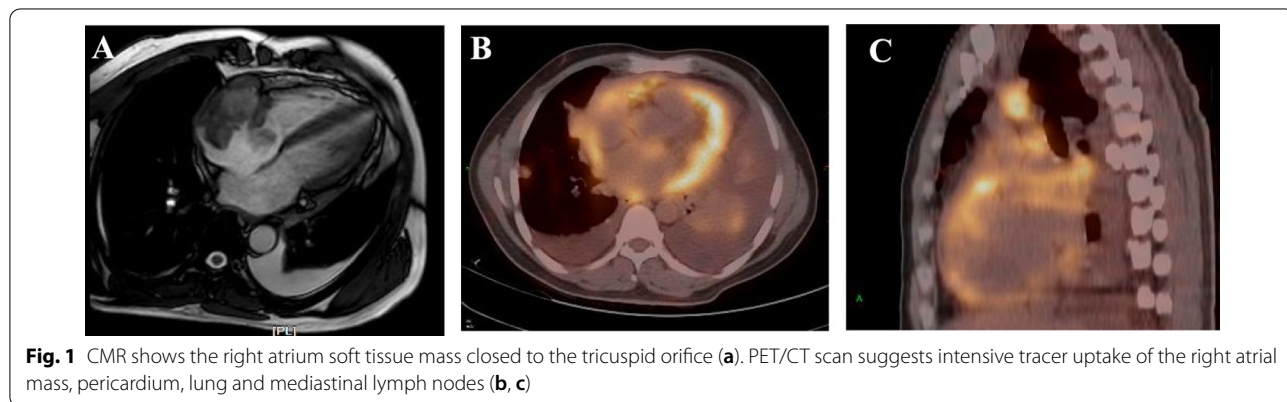 A
B
C
A
[PL]
Fig. 1 CMR shows the right atrium soft tissue mass closed to the tricuspid orifice (a). PET/CT scan suggests intensive tracer uptake of the right atrial
mass, pericardium, lung and mediastinal lymph nodes (b, c)